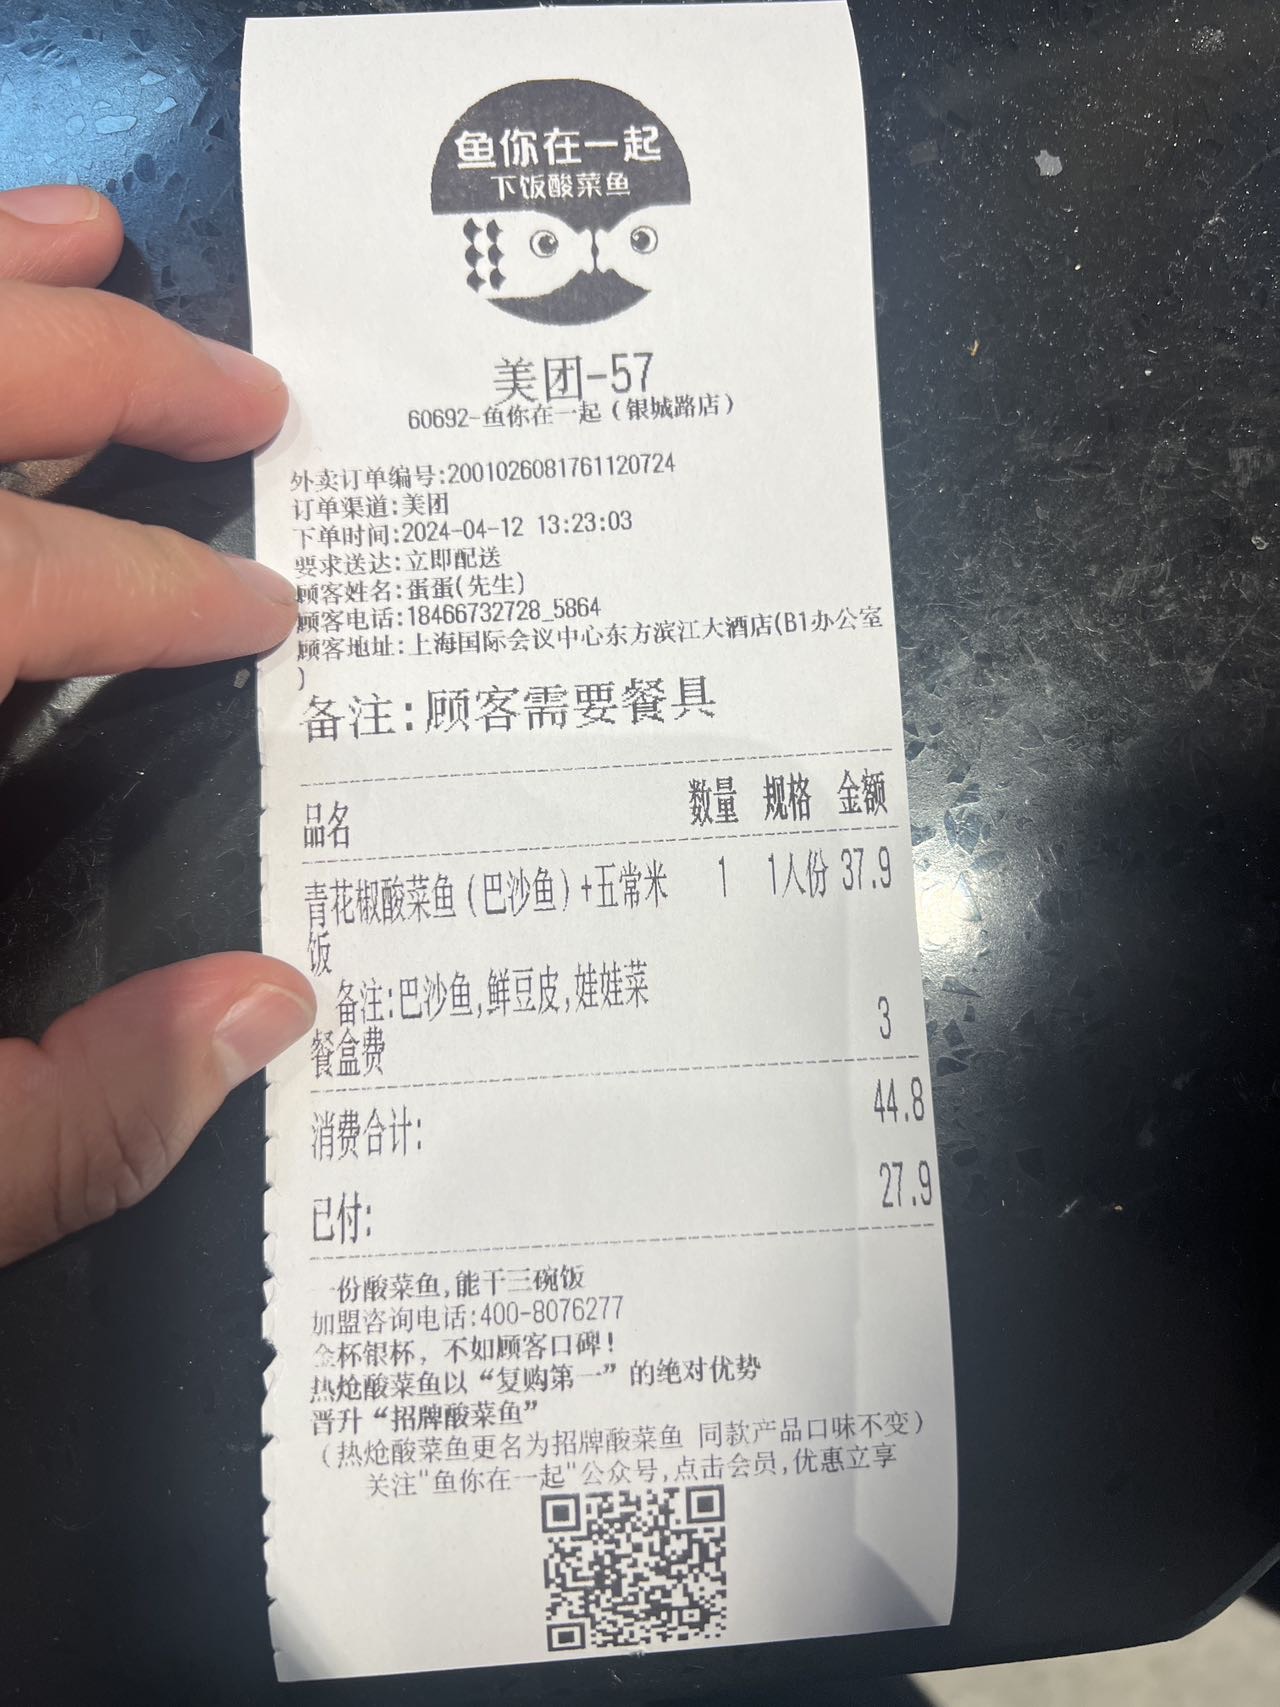 鱼你在一起
下饭酸菜鱼
美团-57
60692-鱼你在一起（银城路店）
外卖订单编号:2001026081761120724
订单渠道:美团
下单时间:2024-04-12 13:23:03
要求送达:立即配送
顾客姓名:蛋蛋(先生)
顾客电话:18466732728_5864
顾客地址:上海国际会议中心东方滨江大酒店(B1办公室
)
备注:顾客需要餐具
品名 数量 规格 金额
青花椒酸菜鱼（巴沙鱼）+五常米 1 1人份 37.9
饭
备注:巴沙鱼,鲜豆皮,娃娃菜
餐盒费 3
消费合计: 44.8
已付: 27.9
一份酸菜鱼,能干三碗饭
加盟咨询电话:400-8076277
金杯银杯，不如顾客口碑！
热炝酸菜鱼以“复购第一”的绝对优势
晋升“招牌酸菜鱼”
（热炝酸菜鱼更名为招牌酸菜鱼 同款产品口味不变）
关注"鱼你在一起"公众号,点击会员,优惠立享